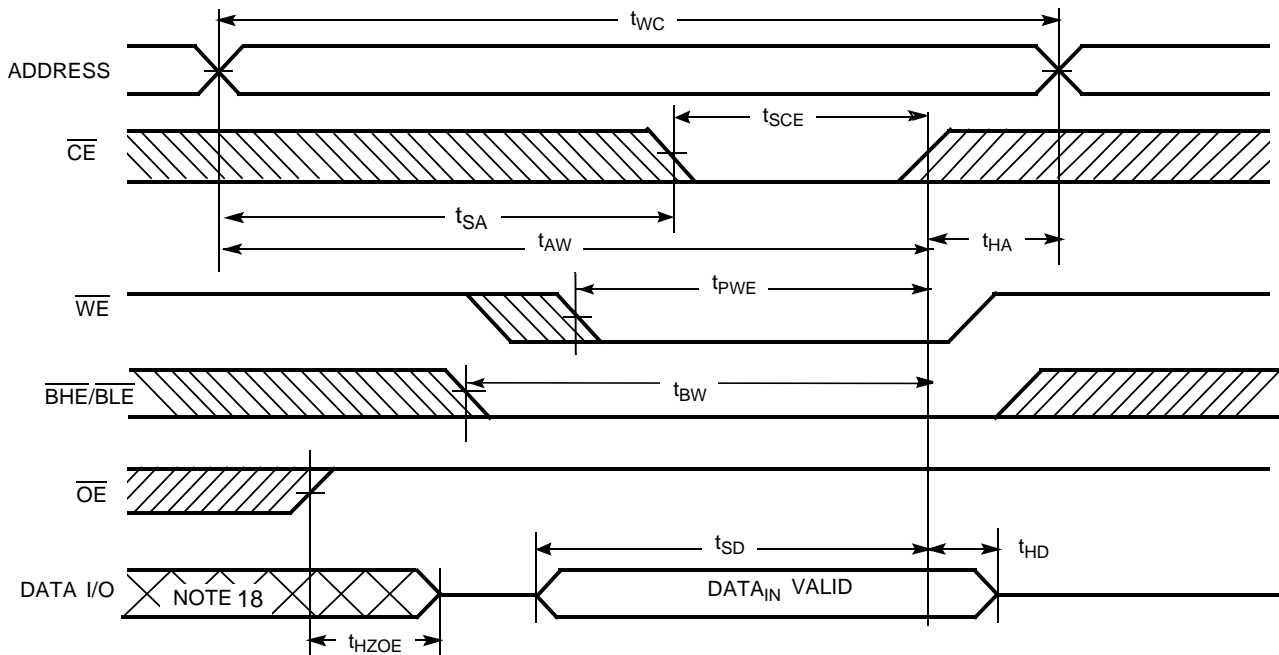 tWC
ADDRESS
tSCE
CE
tSA
tAW
tHA
tPWE
WE
BHE/BLE
tBW
OE
tSD
tHD
DATA I/O
NOTE 18
DATAIN VALID
tHZOE